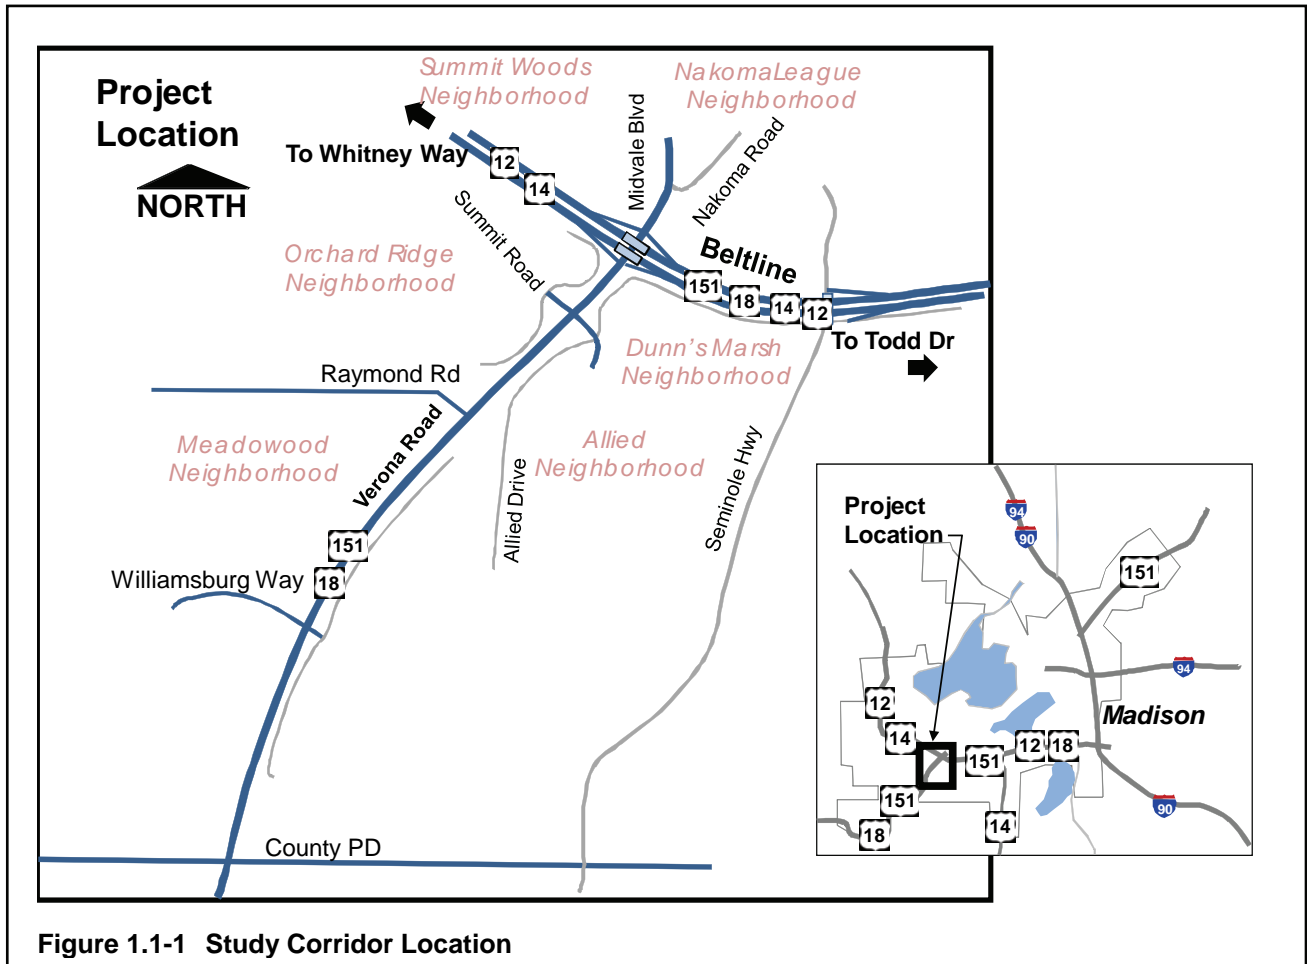 Project
Location
NORTH
Summit Woods
Neighborhood
NakomaLeague
Neighborhood
To Whitney Way
12
14
Midvale Blvd
Nakoma Road
Summit Road
Beltline
151
18
14
12
To Todd Dr
Orchard Ridge
Neighborhood
Dunn's Marsh
Neighborhood
Raymond Rd
Verona Road
Meadowood
Neighborhood
Allied
Neighborhood
Allied Drive
Seminole Hwy
151
18
Williamsburg Way
County PD
Project
Location
94
90
151
94
12
14
Madison
151
12
18
151
18
14
90
Figure 1.1-1 Study Corridor Location